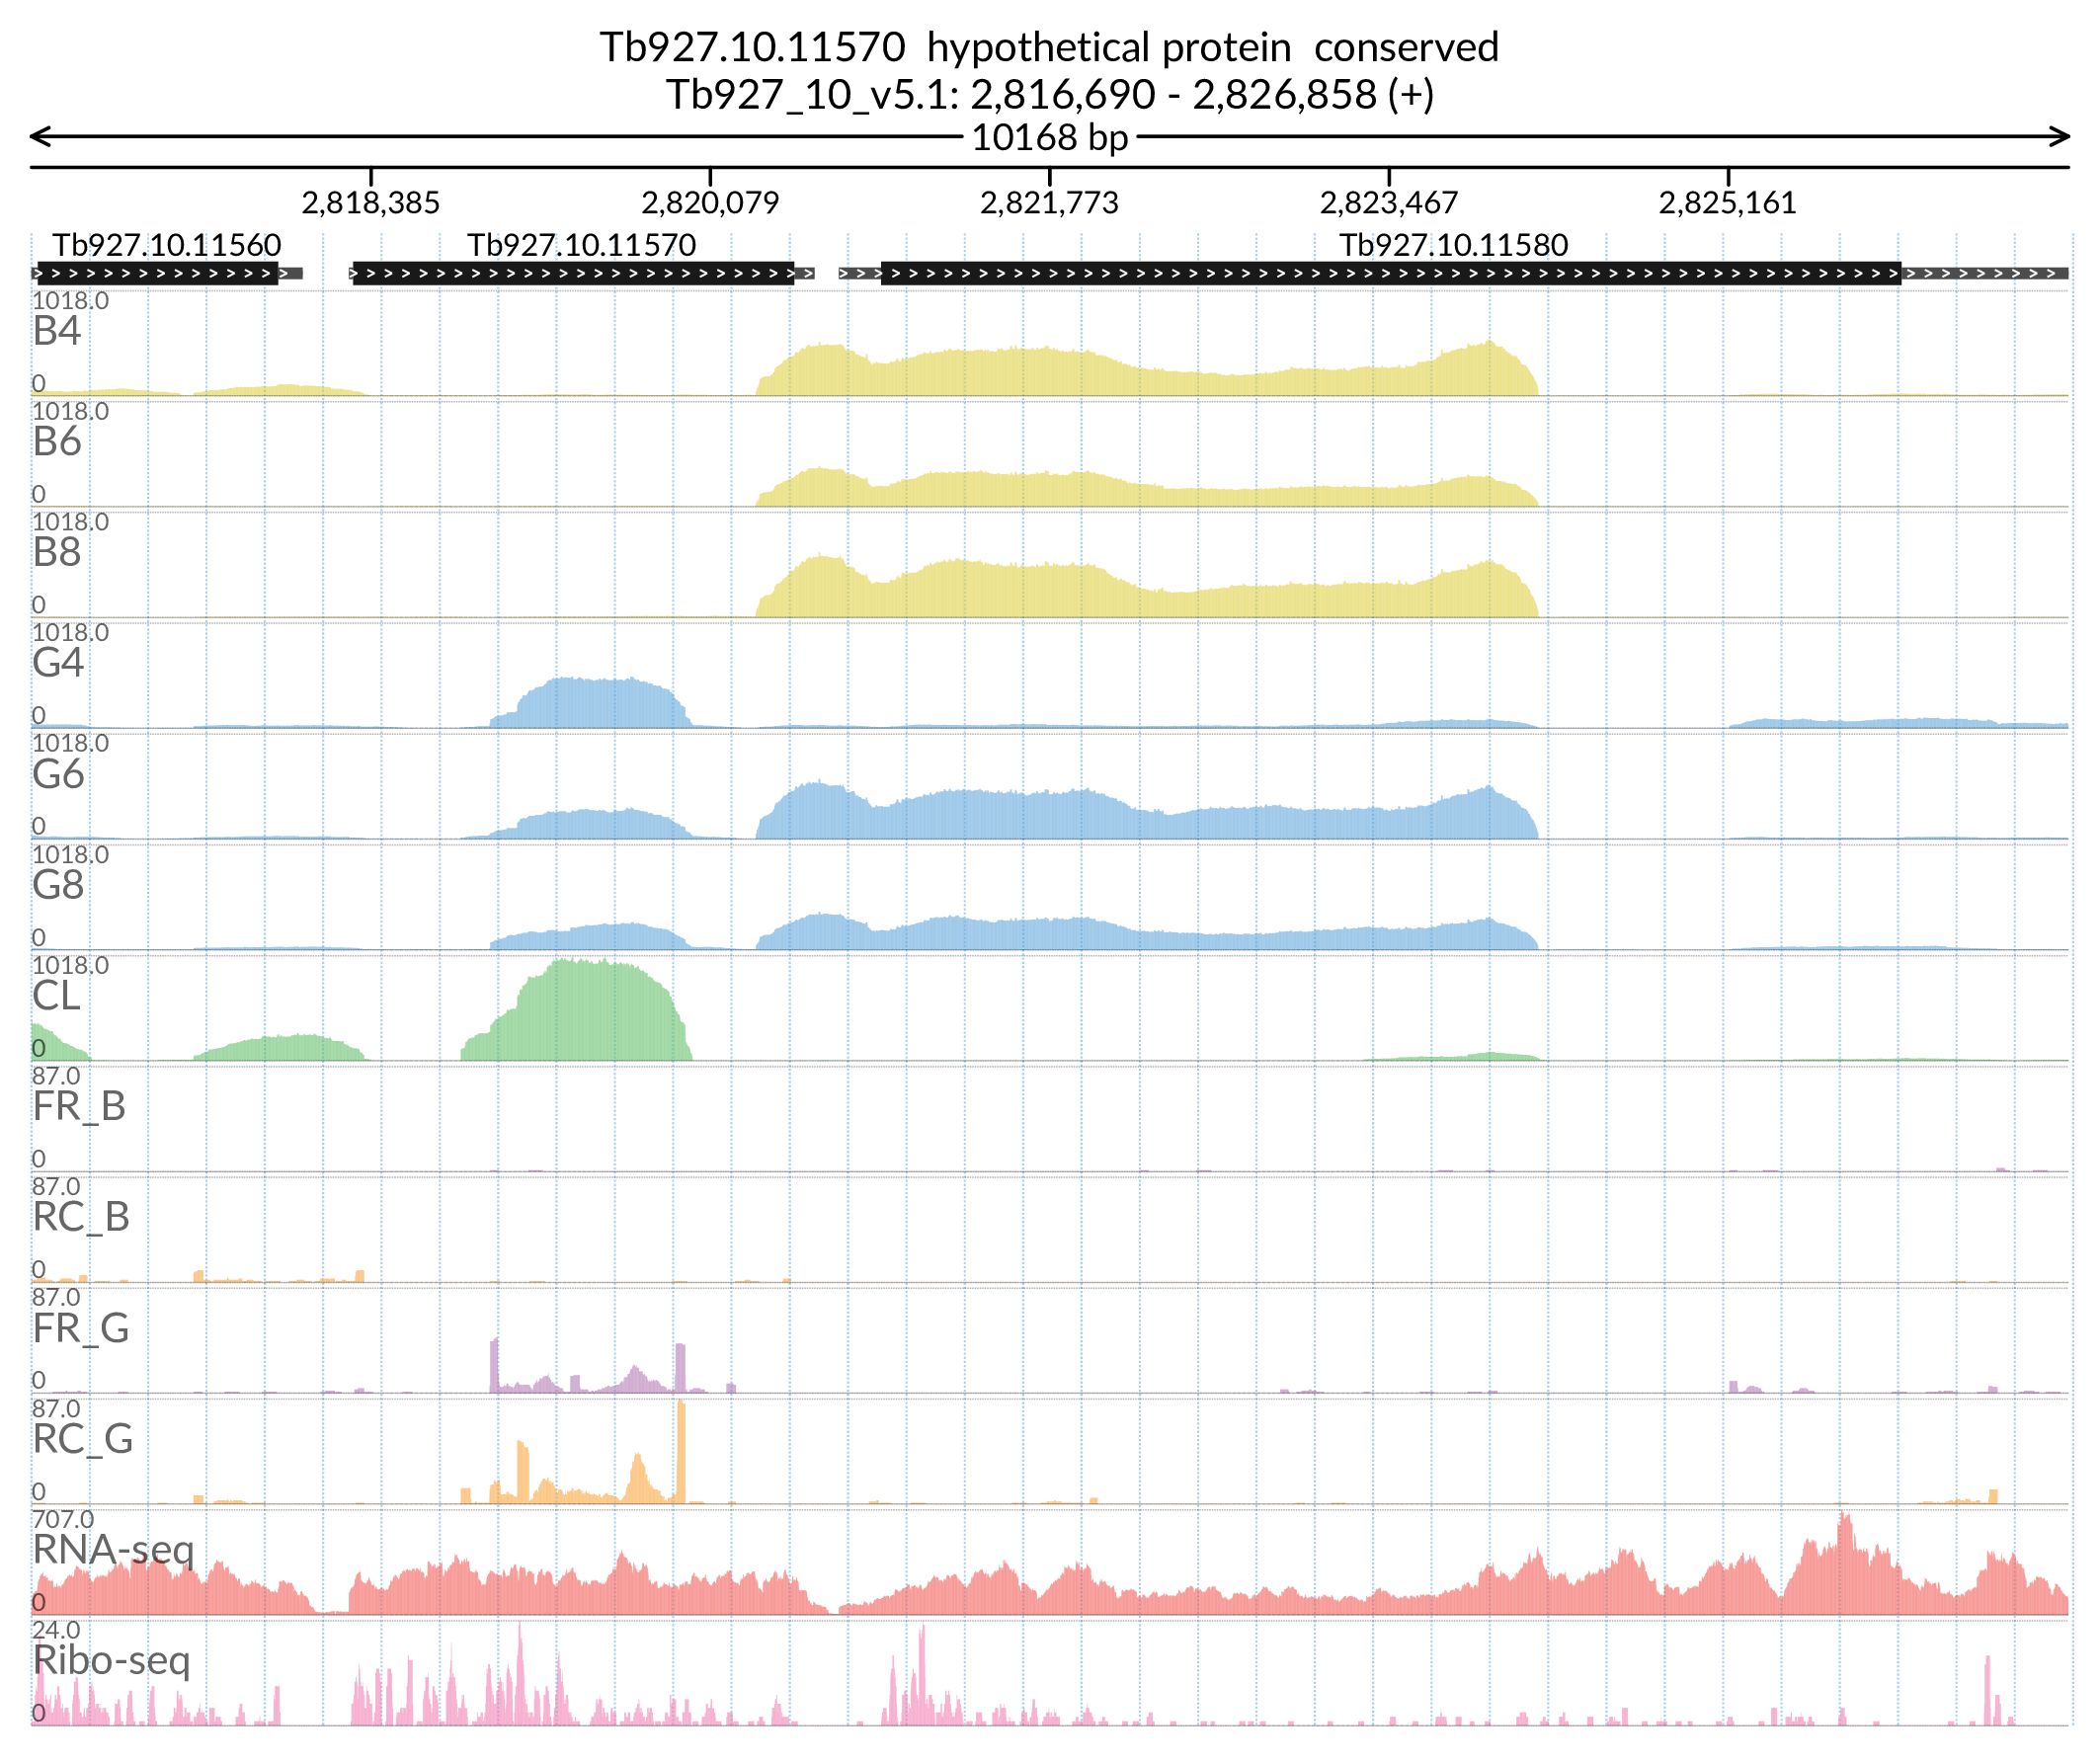 Tb927.10.11570 hypothetical protein conserved
Tb927_10_v5.1: 2,816,690 - 2,826,858 (+)
10168 bp
2,818,385 2,820,079 2,821,773 2,823,467 2,825,161
Tb927.10.11560 Tb927.10.11570 Tb927.10.11580
1018.0
B4
0
1018.0
B6
0
1018.0
B8
0
1018.0
G4
0
1018.0
G6
0
1018.0
G8
0
1018.0
CL
0
87.0
FR_B
0
87.0
RC_B
0
87.0
FR_G
0
87.0
RC_G
0
707.0
RNA-seq
0
24.0
Ribo-seq
0